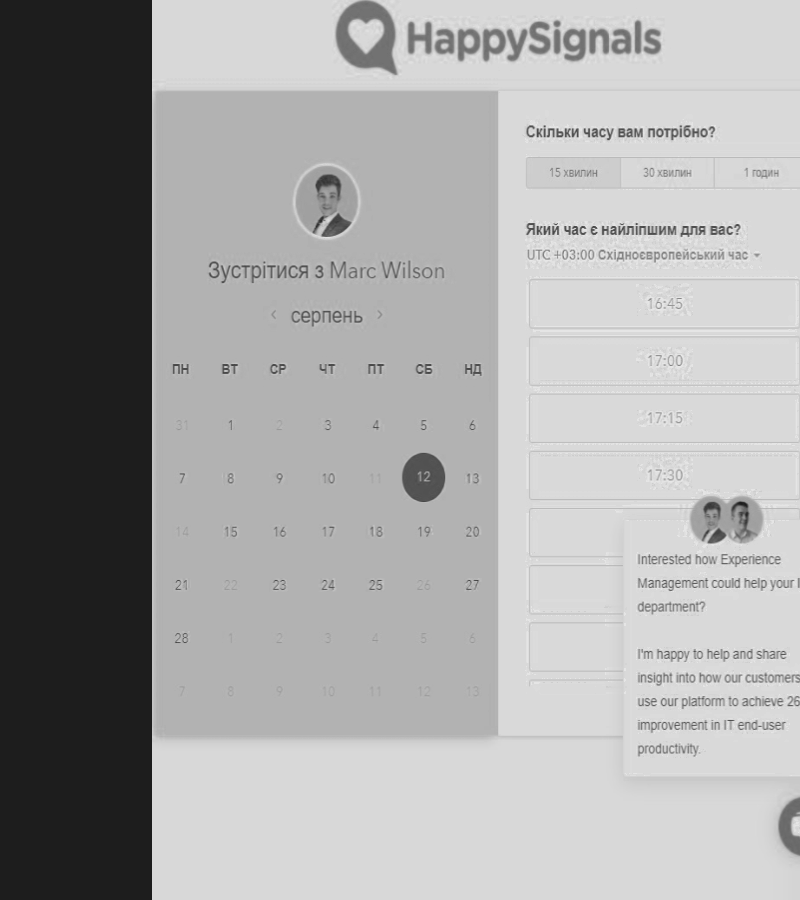 HappySignals
Зустрітися з Marc Wilson
серпень
ПН ВТ СР ЧТ ПТ СБ НД
31 1 2 3 4 5 6
7 8 9 10 11 12 13
14 15 16 17 18 19 20
21 22 23 24 25 26 27
28 1 2 3 4 5 6
7 8 9 10 11 12 13
Скільки часу вам потрібно?
15 хвилин 30 хвилин 1 годин
Який час є найліпшим для вас?
UTC +03:00 Східноєвропейський час
16:45
17:00
17:15
17:30
Interested how Experience
Management could help your I
department?
I'm happy to help and share
insight into how our customers
use our platform to achieve 26
improvement in IT end-user
productivity.